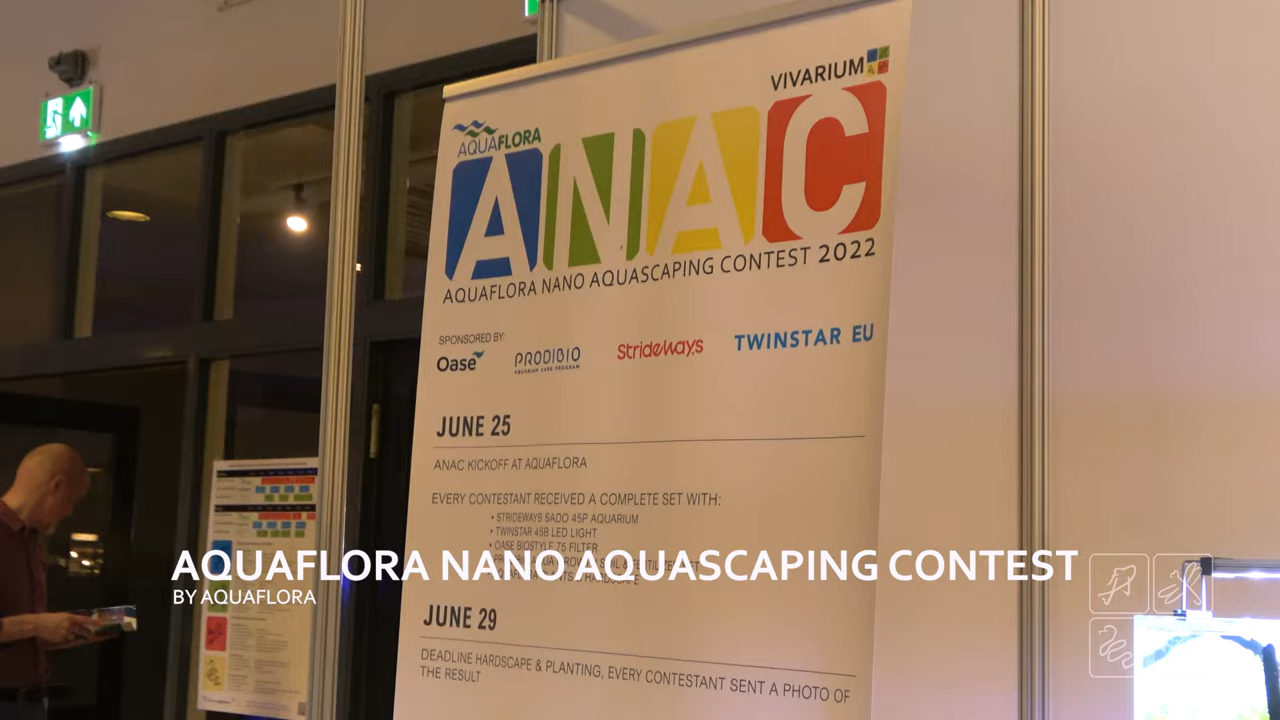 VIVARIUM
AQUAFLORA
ANAC
AQUAFLORA NANO AQUASCAPING CONTEST 2022
SPONSORED BY:
Oase
PRODIBIO
AQUARIUM CARE PROGRAM
Strideways
TWINSTAR EU
JUNE 25
ANAC KICKOFF AT AQUAFLORA
EVERY CONTESTANT RECEIVED A COMPLETE SET WITH:
• STRIDEWAYS SADO 45P AQUARIUM
• TWINSTAR 45B LED LIGHT
• OASE BIOSTYLE 75 FILTER
AQUAFLORA NANO AQUASCAPING CONTEST
BY AQUAFLORA
JUNE 29
DEADLINE HARDSCAPE & PLANTING, EVERY CONTESTANT SENT A PHOTO OF
THE RESULT